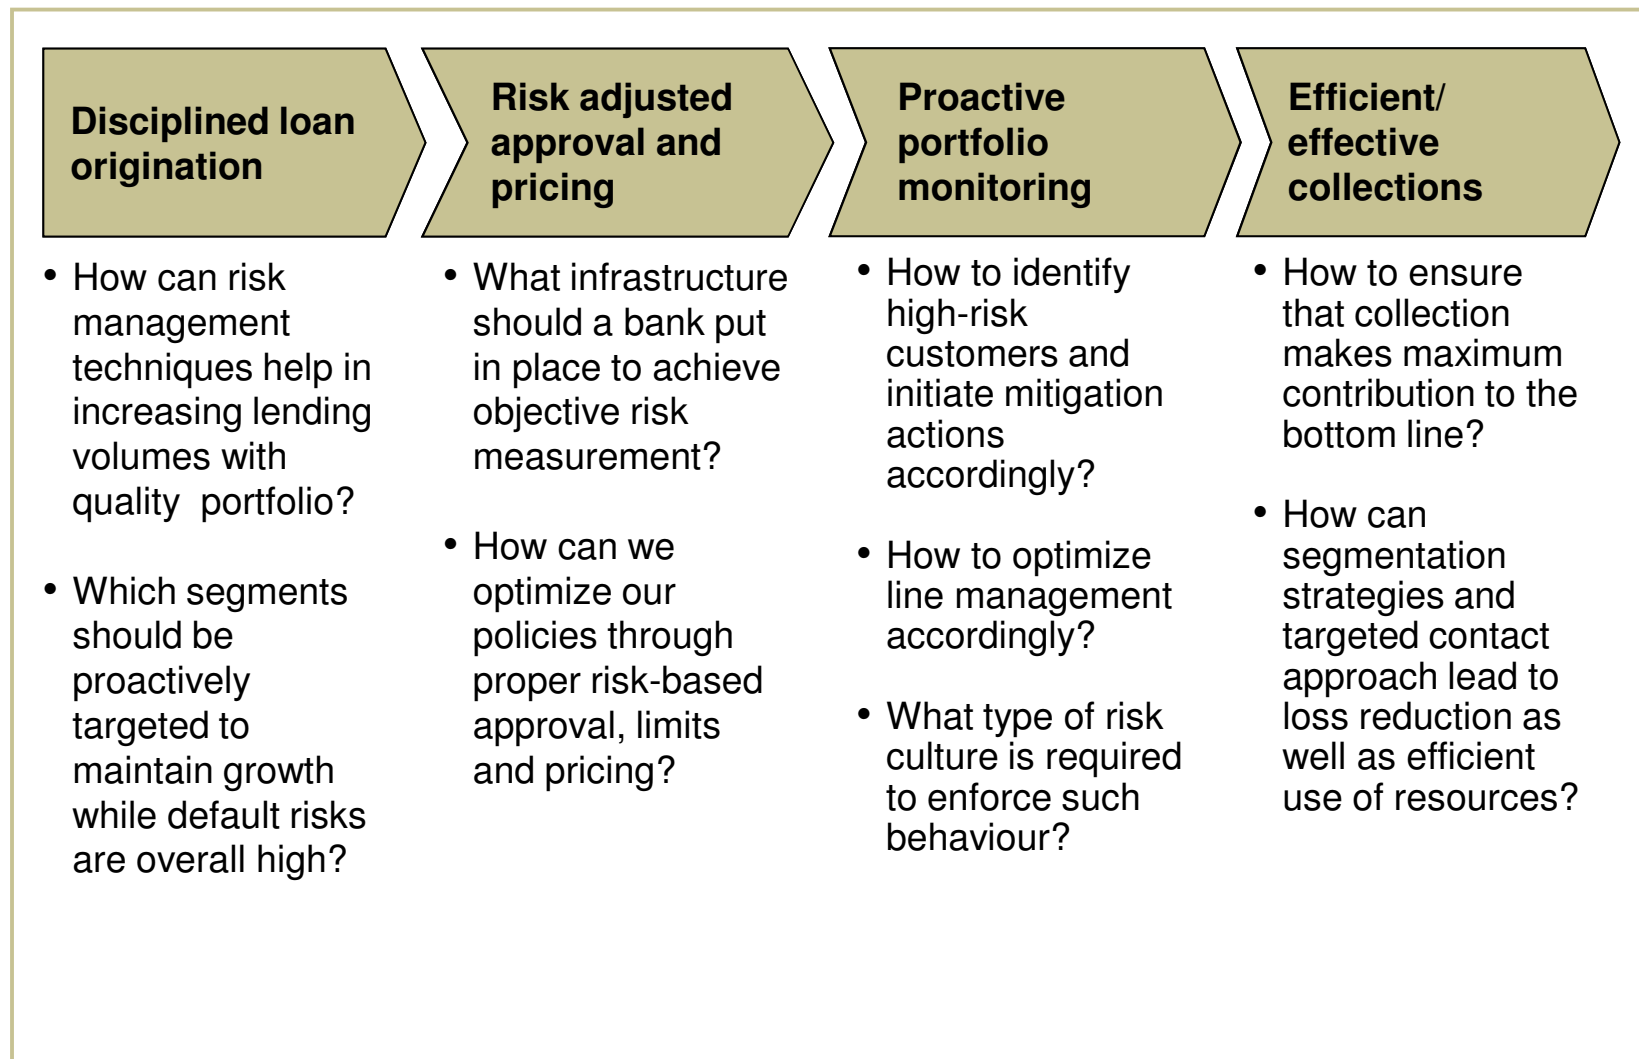 Disciplined loan
origination
• How can risk
management
techniques help in
increasing lending
volumes with
quality  portfolio?
• Which segments
should be
proactively
targeted to
maintain growth
while default risks
are overall high?
Risk adjusted
approval and
pricing
• What infrastructure
should a bank put
in place to achieve
objective risk
measurement?
• How can we
optimize our
policies through
proper risk-based
approval, limits
and pricing?
Proactive
portfolio
monitoring
• How to identify
high-risk
customers and
initiate mitigation
actions
accordingly?
• How to optimize
line management
accordingly?
• What type of risk
culture is required
to enforce such
behaviour?
Efficient/
effective
collections
• How to ensure
that collection
makes maximum
contribution to the
bottom line?
• How can
segmentation
strategies and
targeted contact
approach lead to
loss reduction as
well as efficient
use of resources?